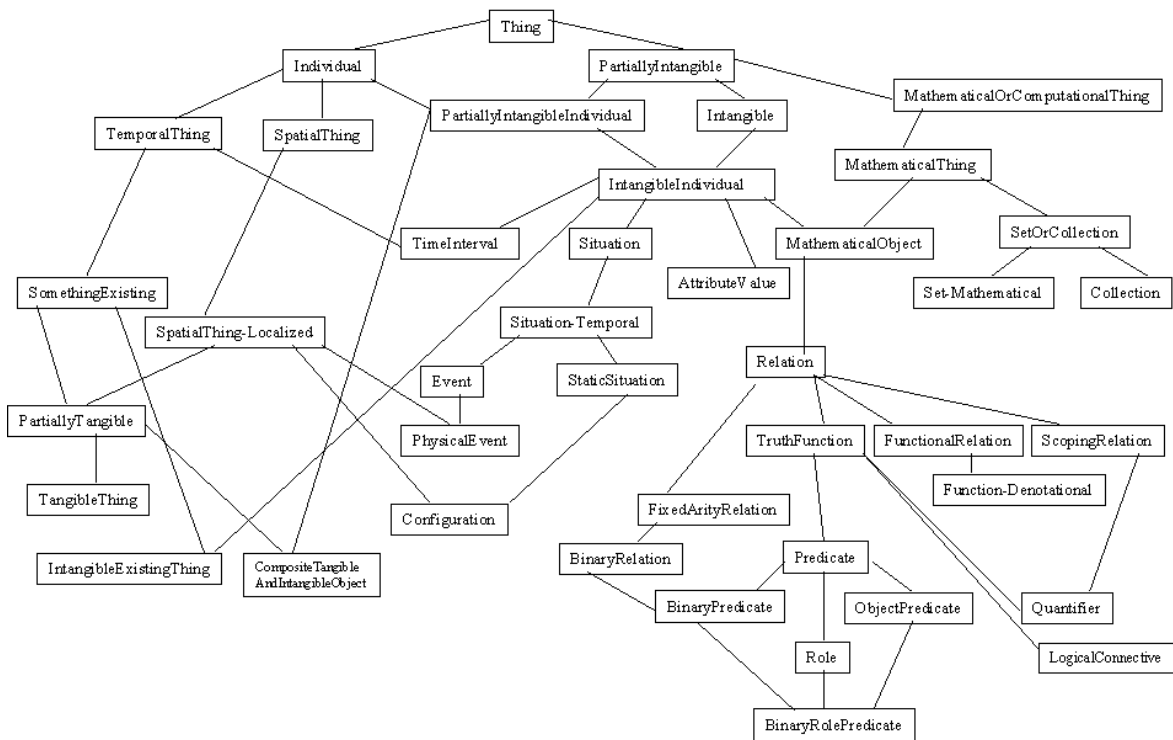 Thing
Individual
PartiallyIntangible
MathematicalOrComputationalThing
PartiallyIntangibleIndividual
Intangible
TemporalThing
SpatialThing
MathematicalThing
IntangibleIndividual
TimeInterval
Situation
MathematicalObject
SetOrCollection
AttributeValue
SomethingExisting
Set-Mathematical
Collection
SpatialThing-Localized
Situation-Temporal
Relation
Event
StaticSituation
PartiallyTangible
PhysicalEvent
TruthFunction
FunctionalRelation
ScopingRelation
TangibleThing
Function-Denotational
FixedArityRelation
Configuration
IntangibleExistingThing
CompositeTangible
AndIntangibleObject
BinaryRelation
Predicate
BinaryPredicate
ObjectPredicate
Quantifier
Role
LogicalConnective
BinaryRolePredicate